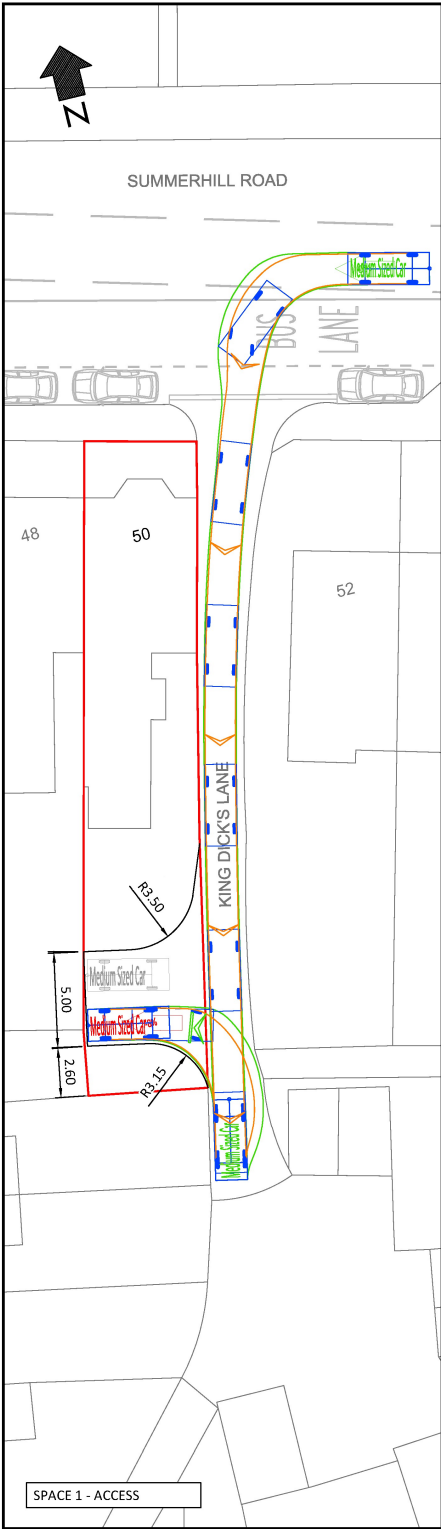 N
SUMMERHILL ROAD
Medium Sized Car
BUS
LANE
48
50
52
KING DICK'S LANE
R3.50
Medium Sized Car
5.00
Medium Sized Car
2.60
R3.15
Medium Sized Car
SPACE 1 - ACCESS